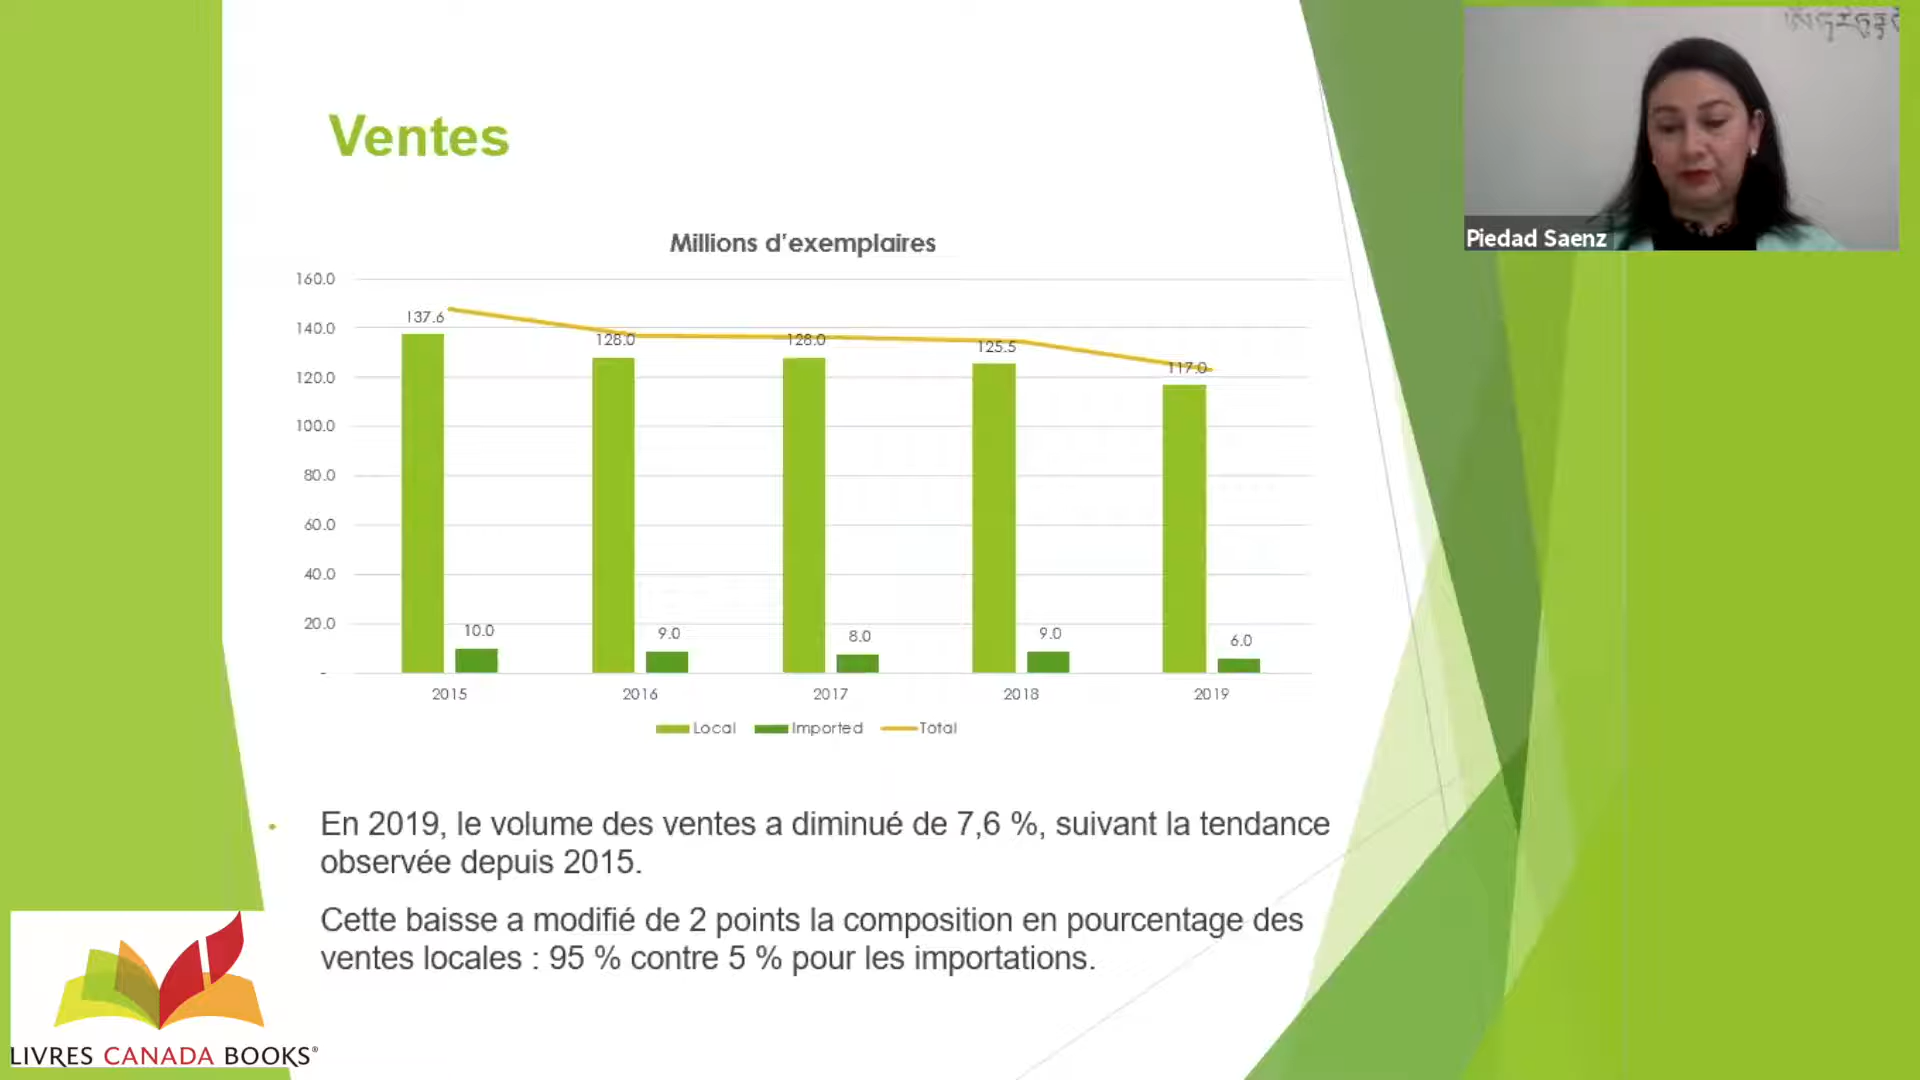 Ventes
Piedad Saenz
Millions d’exemplaires
160.0
140.0
120.0
100.0
80.0
60.0
40.0
20.0
-
137.6
128.0
128.0
125.5
117.0
10.0
9.0
8.0
9.0
6.0
2015 2016 2017 2018 2019
Local Imported Total
• En 2019, le volume des ventes a diminué de 7,6 %, suivant la tendance
observée depuis 2015.
Cette baisse a modifié de 2 points la composition en pourcentage des
ventes locales : 95 % contre 5 % pour les importations.
LIVRES CANADA BOOKS®